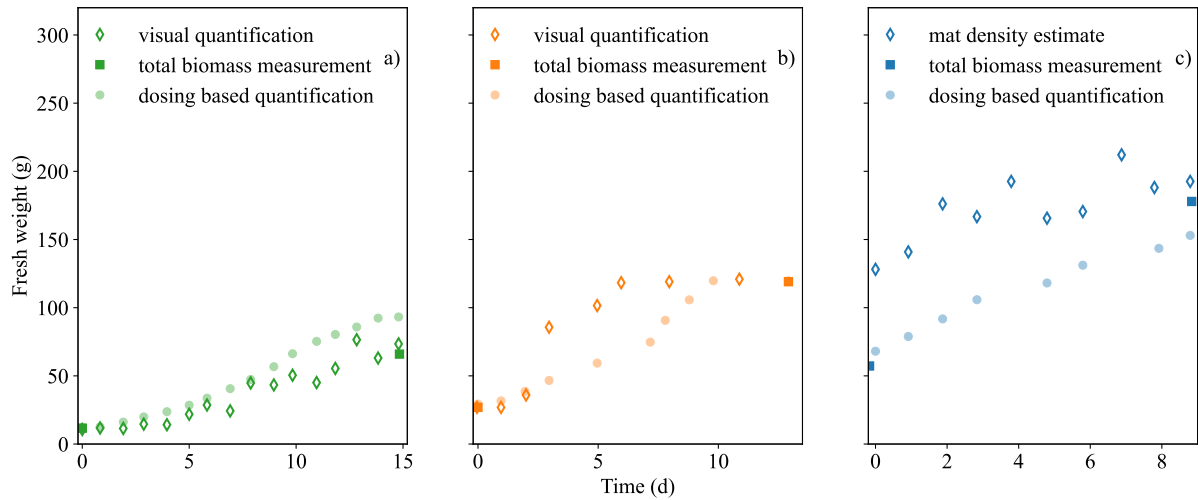 300
250
200
150
100
50
0
Fresh weight (g)
visual quantification
total biomass measurement
dosing based quantification
a)
0
5
10
15
visual quantification
total biomass measurement
dosing based quantification
b)
0
5
10
Time (d)
mat density estimate
total biomass measurement
dosing based quantification
c)
0
2
4
6
8